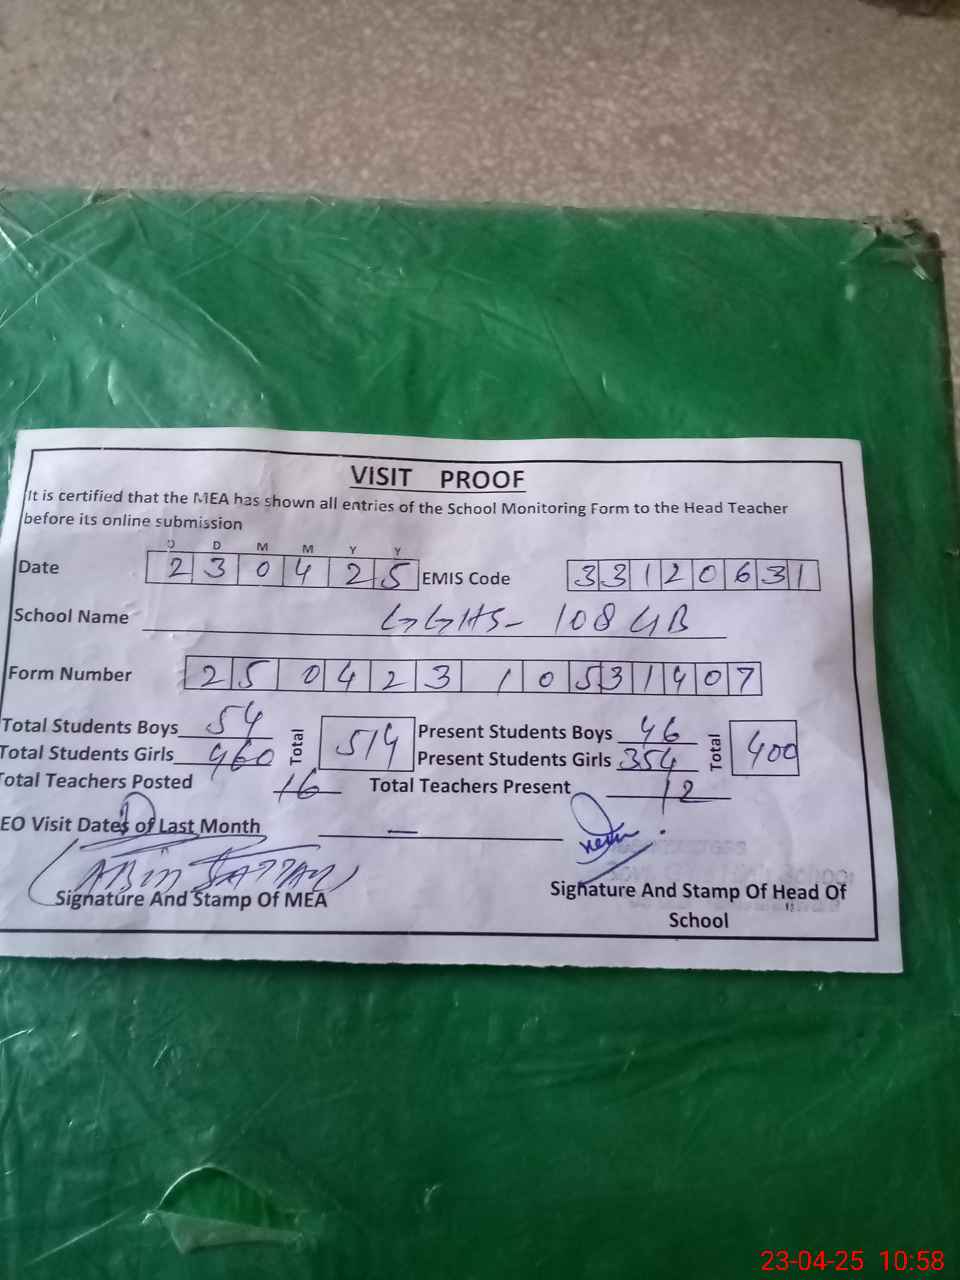 VISIT PROOF
It is certified that the MEA has shown all entries of the School Monitoring Form to the Head Teacher
before its online submission
D D M M Y Y
Date 2 3 0 4 2 5 EMIS Code 3 3 1 2 0 6 3 1
School Name GGHS- 108 GB
Form Number 2 5 0 4 2 3 1 0 5 3 1 4 0 7
Total Students Boys 54 Total 514 Present Students Boys 46 Total 400
Total Students Girls 460 Present Students Girls 354
Total Teachers Posted 16 Total Teachers Present 12
EO Visit Dates of Last Month —
Signature And Stamp Of MEA Signature And Stamp Of Head Of
School
23-04-25 10:58